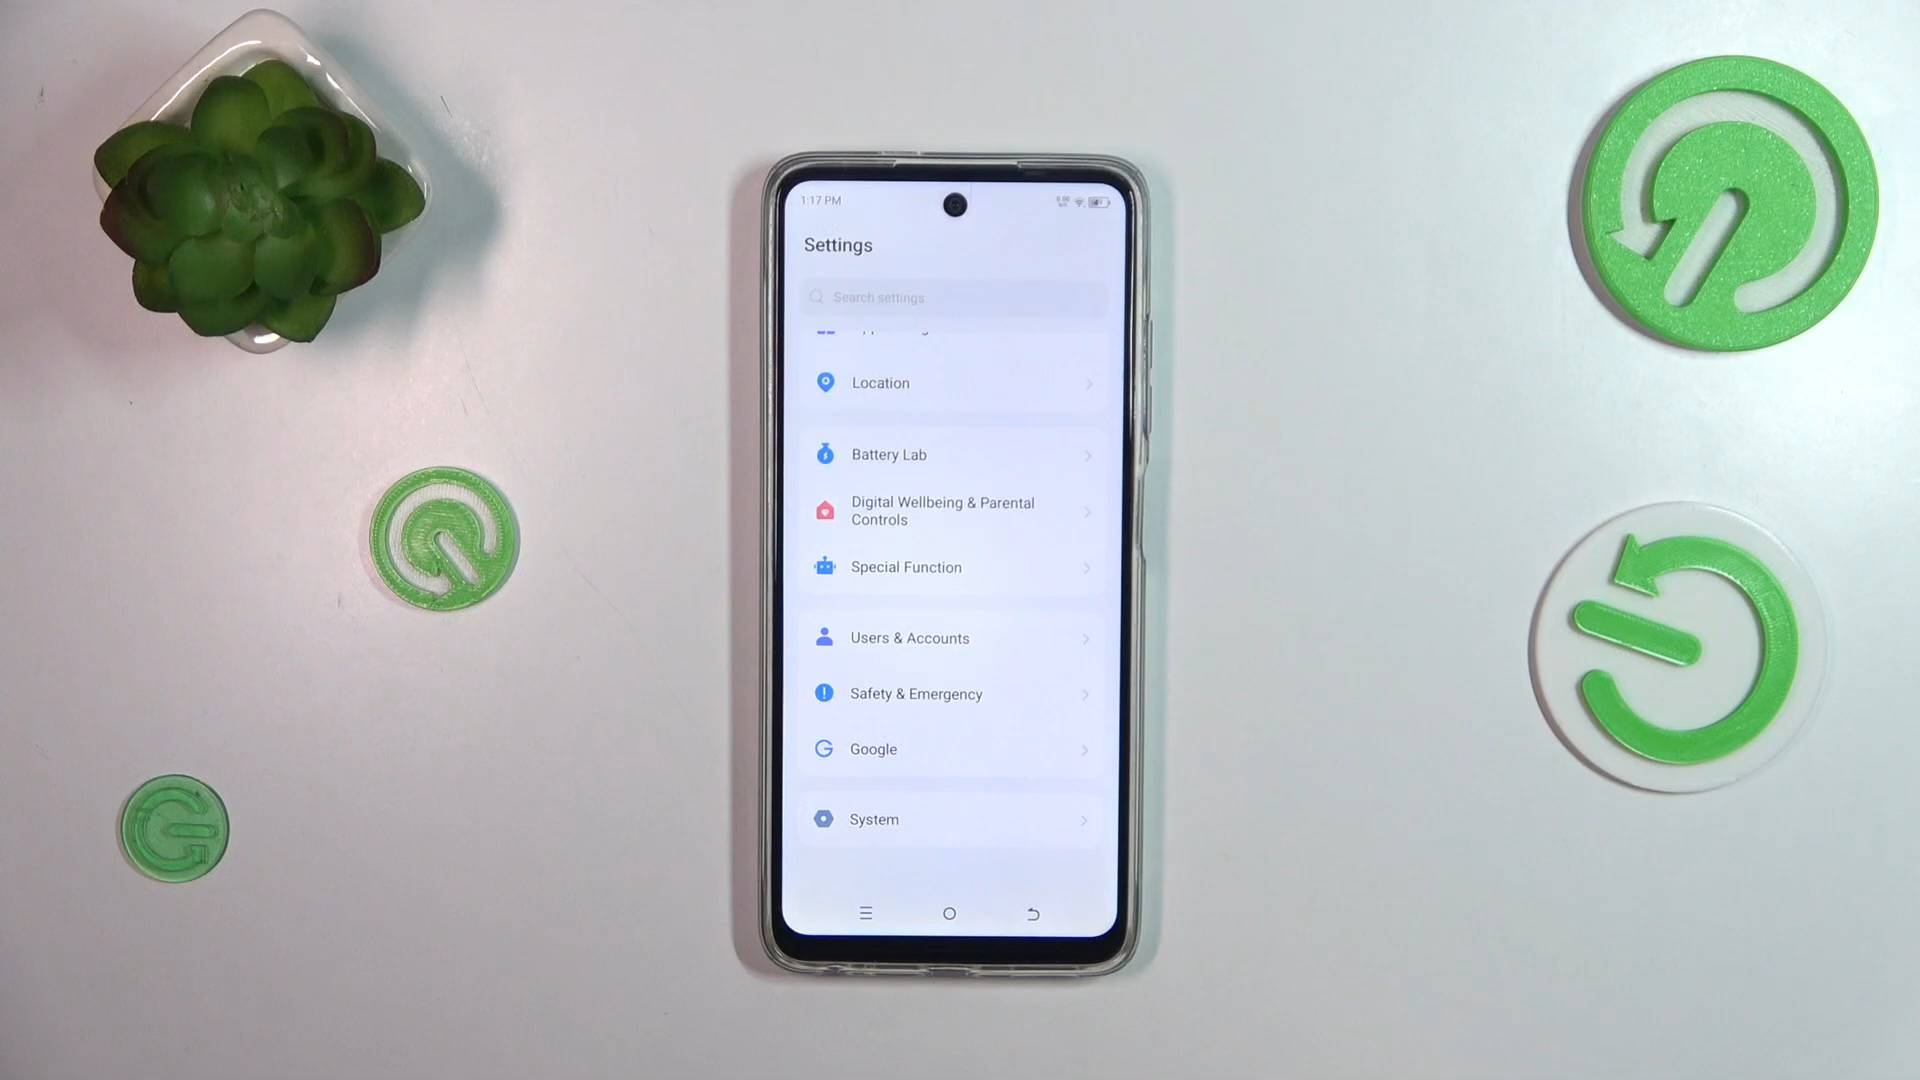 1:17 PM
Settings
Search settings
Location
Battery Lab
Digital Wellbeing & Parental
Controls
Special Function
Users & Accounts
Safety & Emergency
Google
System